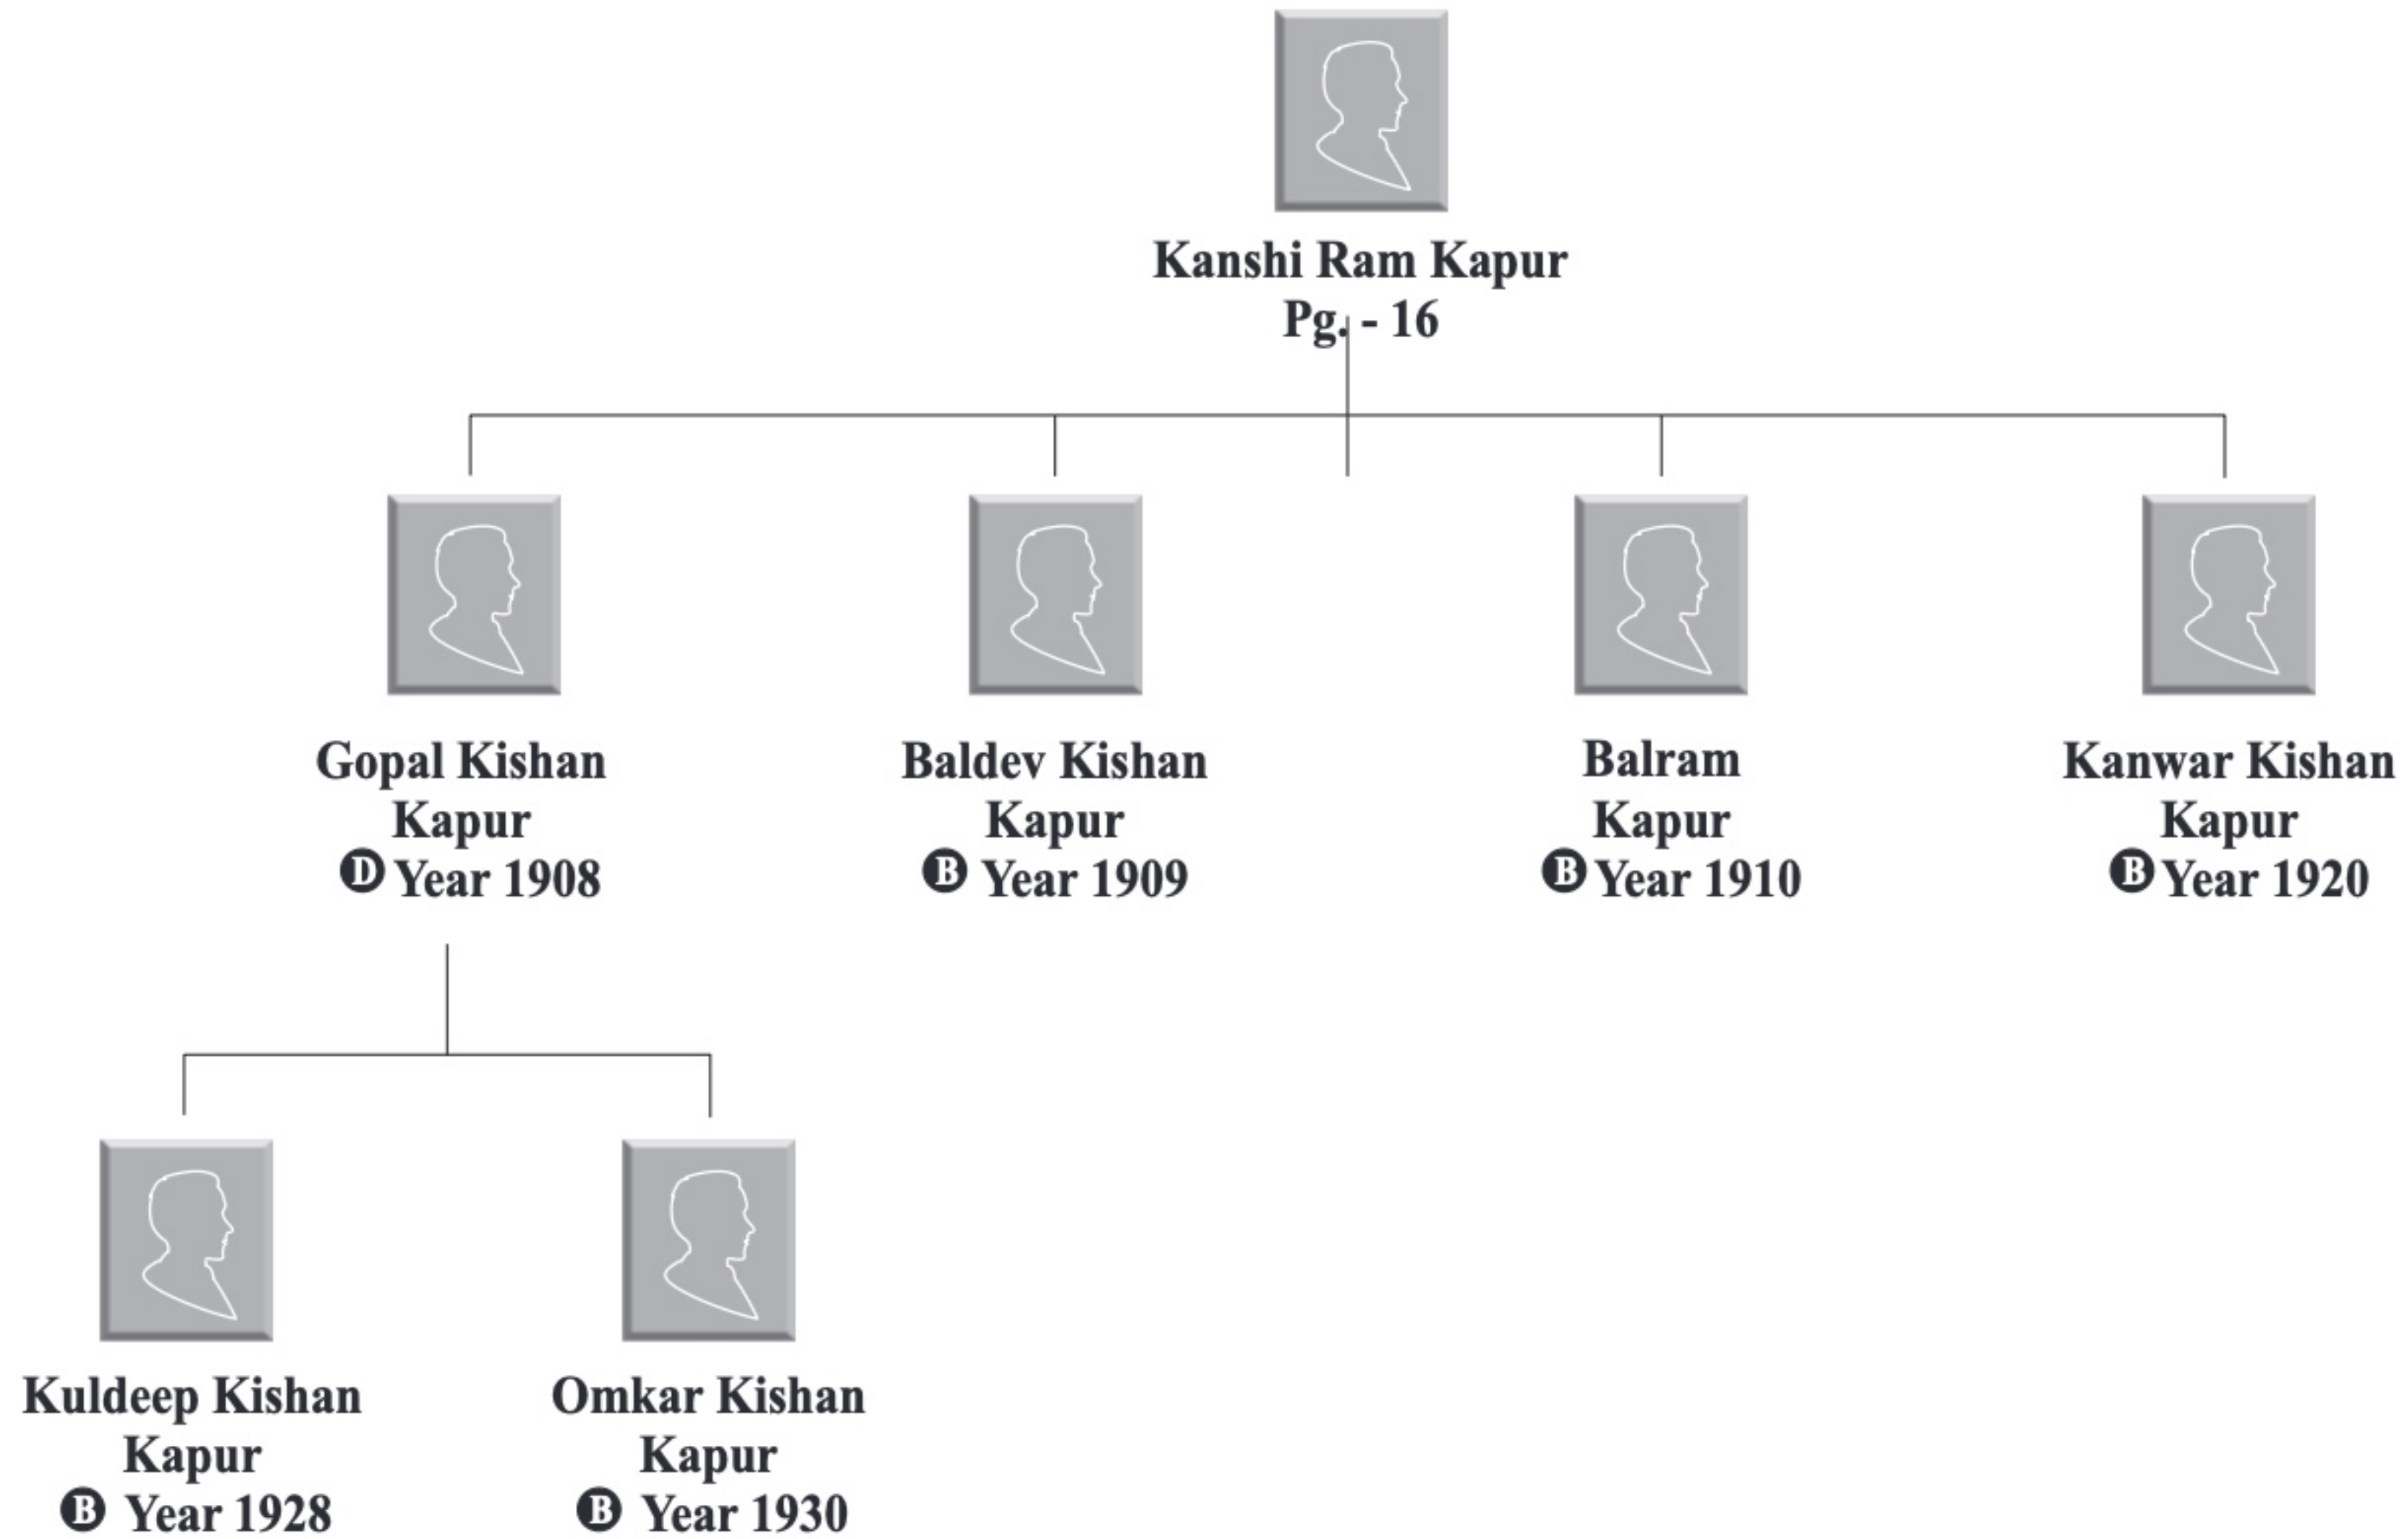 Kanshi Ram Kapur
Pg. - 16
Gopal Kishan
Kapur
D Year 1908
Baldev Kishan
Kapur
B Year 1909
Balram
Kapur
B Year 1910
Kanwar Kishan
Kapur
B Year 1920
Kuldeep Kishan
Kapur
B Year 1928
Omkar Kishan
Kapur
B Year 1930